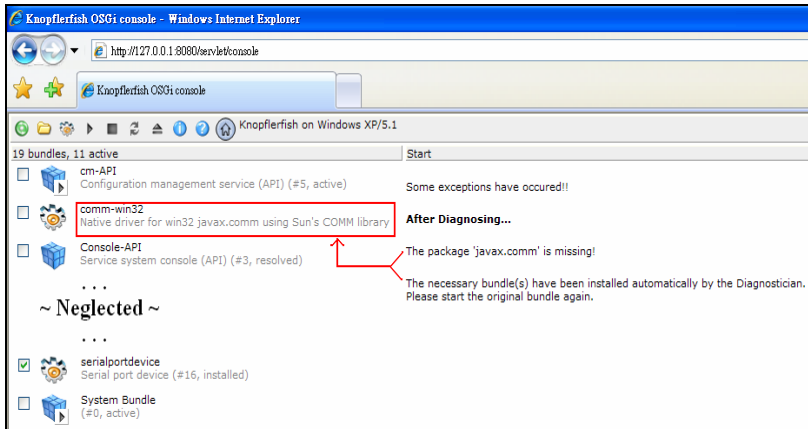 Knopflerfish OSGi console - Windows Internet Explorer
http://127.0.0.1:8080/servlet/console
Knopflerfish OSGi console
Knopflerfish on Windows XP/5.1
19 bundles, 11 active
Start
cm-API
Configuration management service (API) (#5, active)
Some exceptions have occured!!
comm-win32
Native driver for win32 javax.comm using Sun's COMM library
After Diagnosing...
Console-API
Service system console (API) (#3, resolved)
The package 'javax.comm' is missing!
The necessary bundle(s) have been installed automatically by the Diagnostician.
Please start the original bundle again.
. . .
~ Neglected ~
. . .
serialportdevice
Serial port device (#16, installed)
System Bundle
(#0, active)